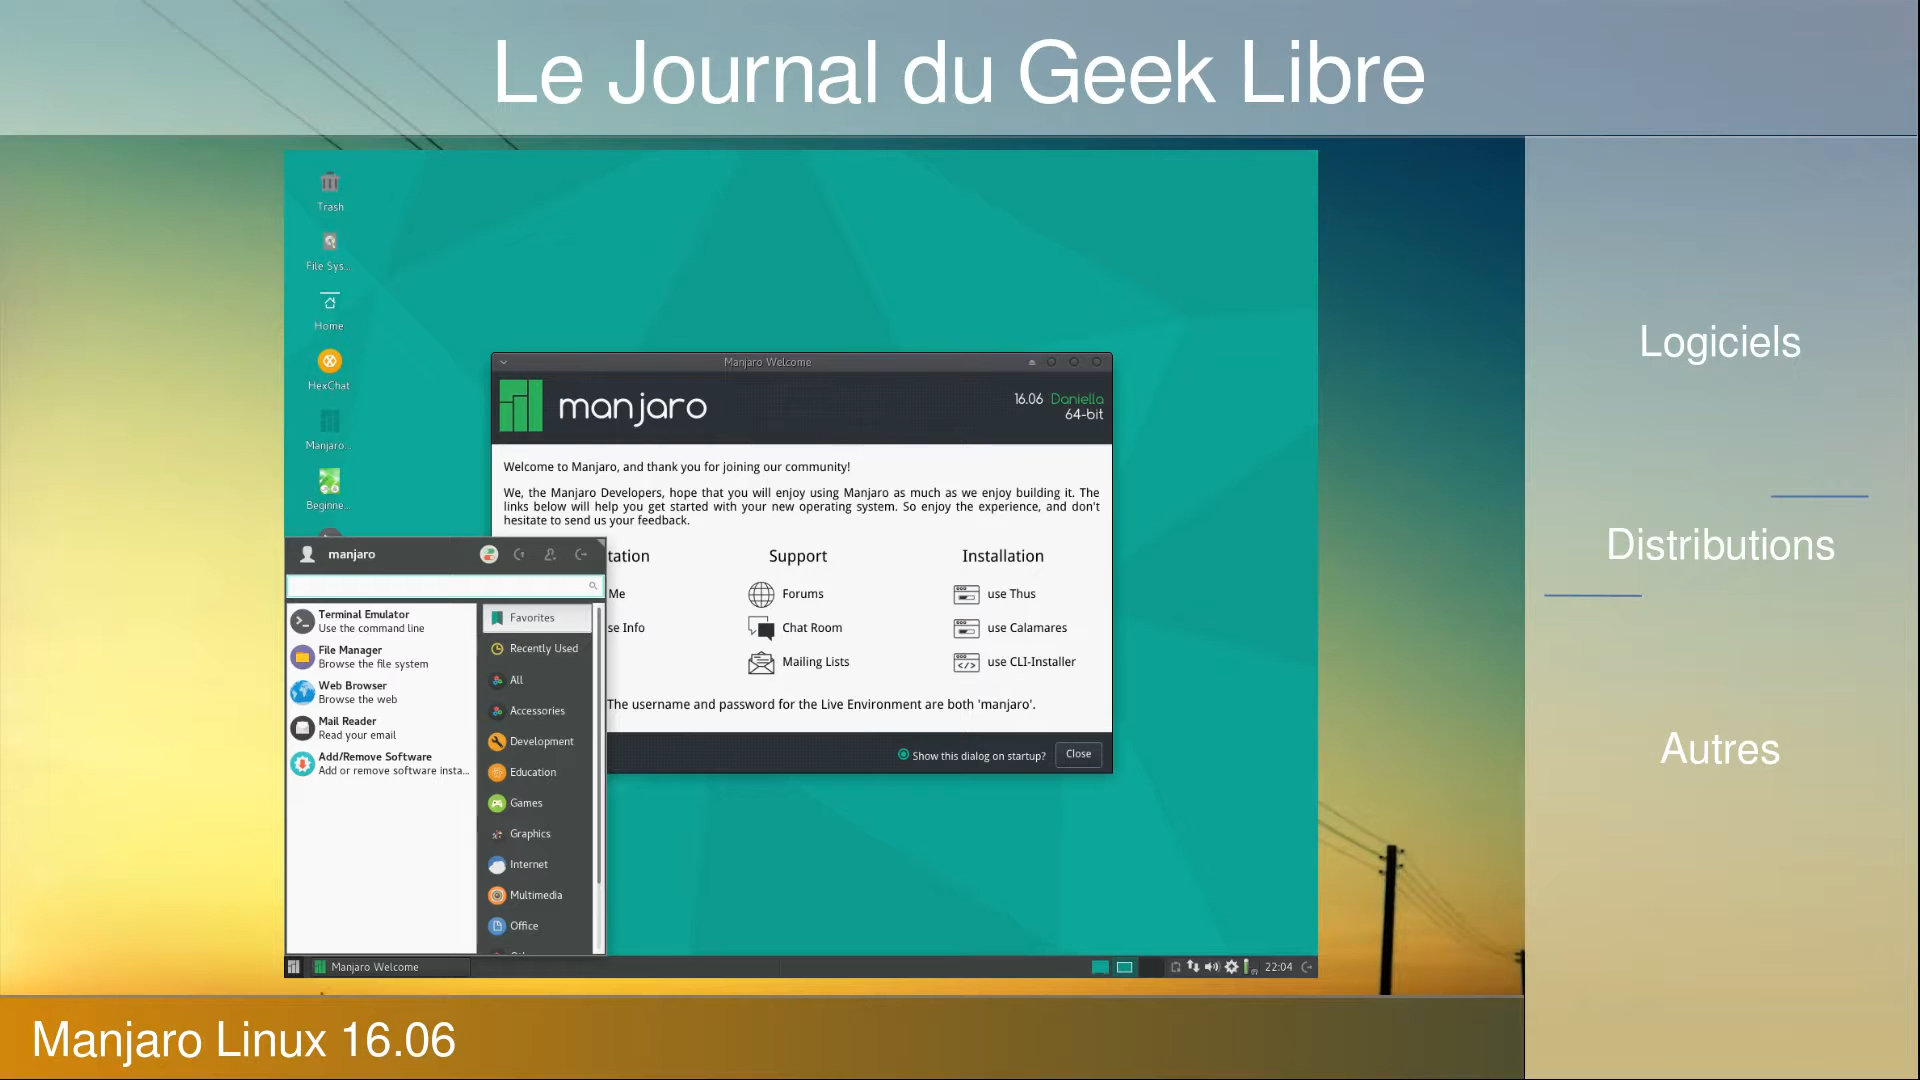 Le Journal du Geek Libre
Trash
File Sys...
Home
HexChat
Manjaro...
Beginne...
Manjaro Welcome
manjaro
16.06 Daniella
64-bit
Welcome to Manjaro, and thank you for joining our community!
We, the Manjaro Developers, hope that you will enjoy using Manjaro as much as we enjoy building it. The
links below will help you get started with your new operating system. So enjoy the experience, and don't
hesitate to send us your feedback.
tation
Support
Installation
Me
Forums
use Thus
se Info
Chat Room
use Calamares
Mailing Lists
use CLI-Installer
The username and password for the Live Environment are both 'manjaro'.
Show this dialog on startup?
Close
manjaro
Terminal Emulator
Use the command line
File Manager
Browse the file system
Web Browser
Browse the web
Mail Reader
Read your email
Add/Remove Software
Add or remove software insta...
Favorites
Recently Used
All
Accessories
Development
Education
Games
Graphics
Internet
Multimedia
Office
Manjaro Welcome
22:04
Logiciels
Distributions
Autres
Manjaro Linux 16.06